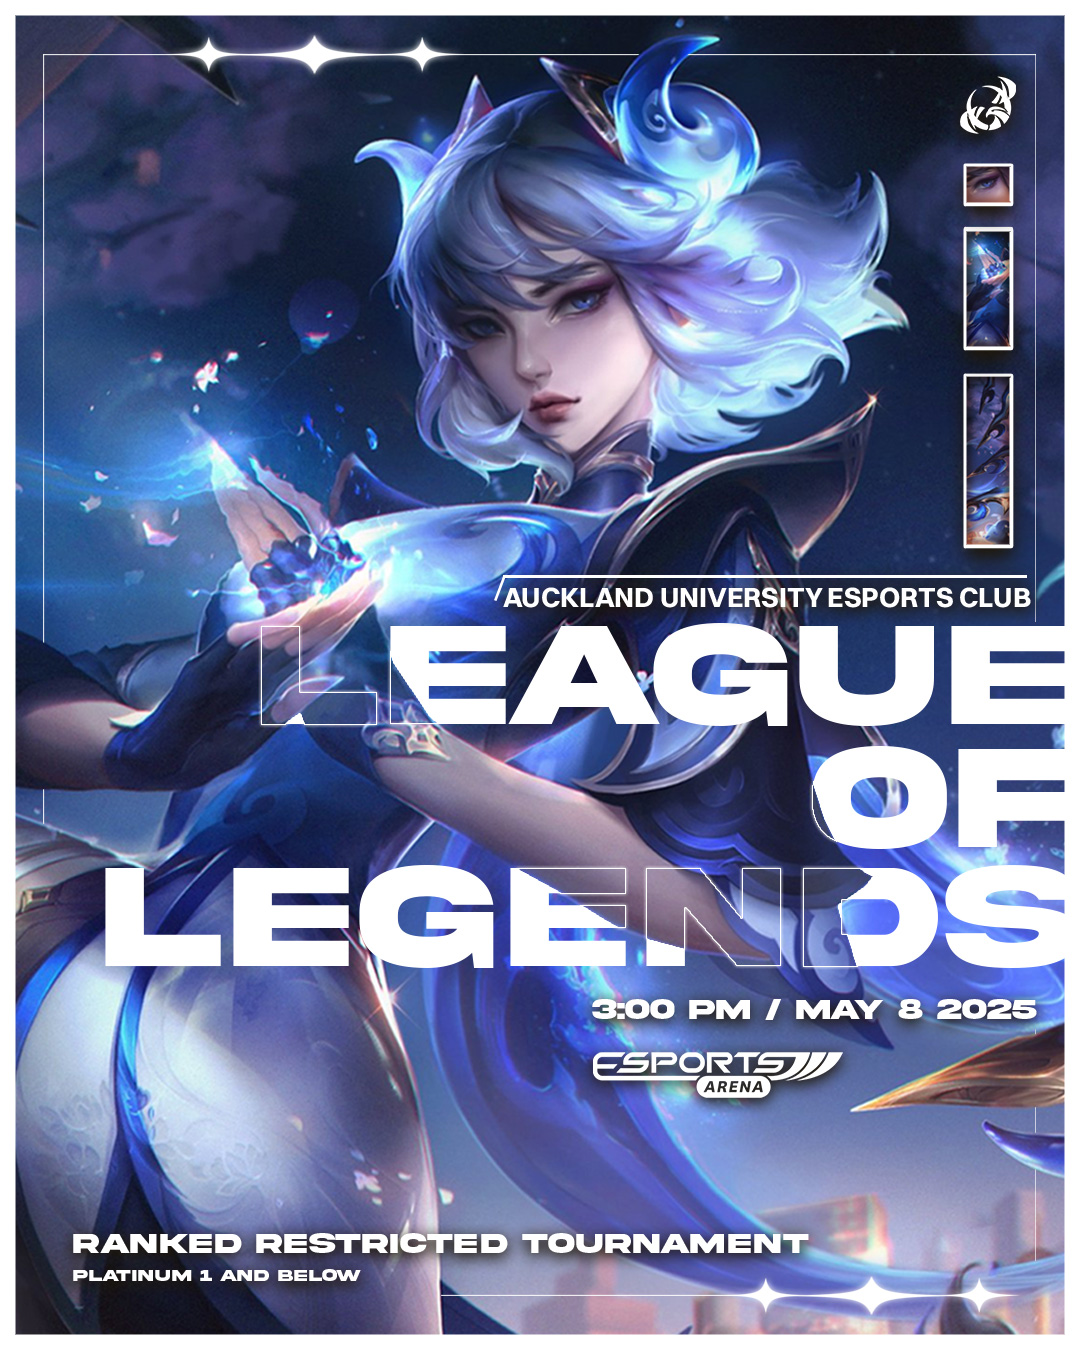 AUCKLAND UNIVERSITY ESPORTS CLUB
LEAGUE
OF
LEGENDS
3:00 PM / MAY 8 2025
ESPORTS
ARENA
RANKED RESTRICTED TOURNAMENT
PLATINUM 1 AND BELOW